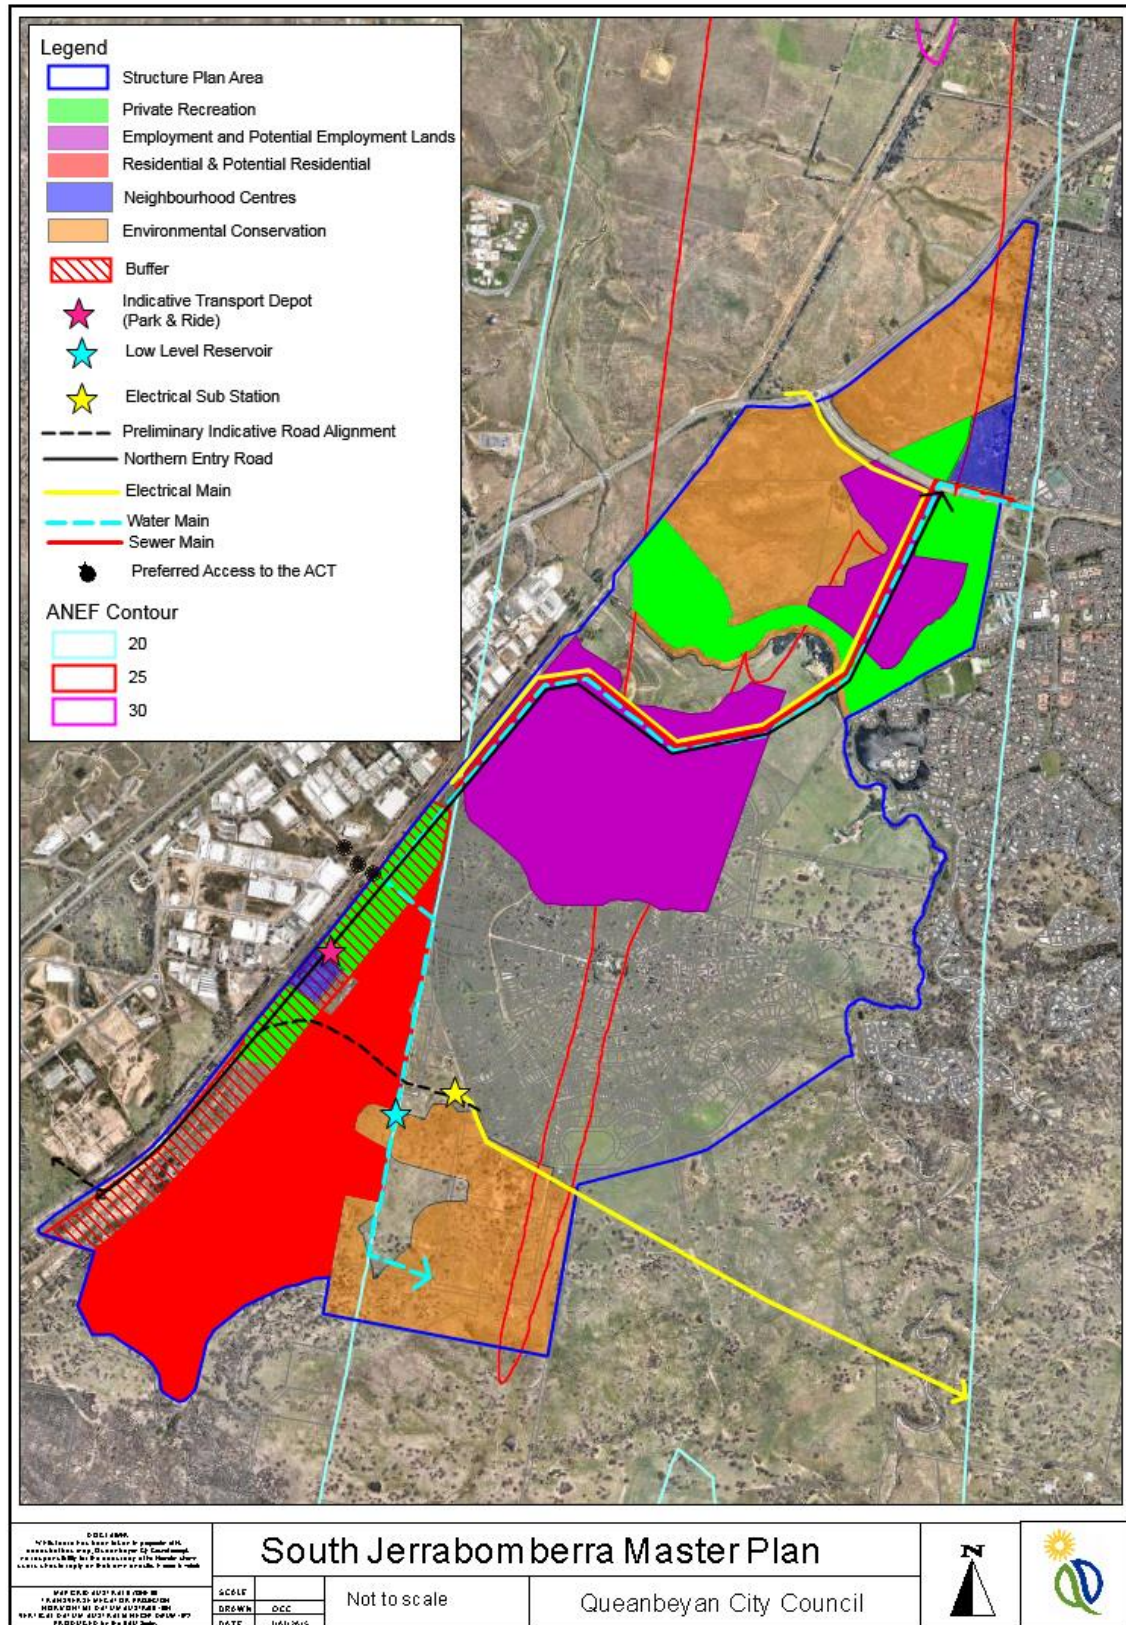 Legend
Structure Plan Area
Private Recreation
Employment and Potential Employment Lands
Residential & Potential Residential
Neighbourhood Centres
Environmental Conservation
Buffer
Indicative Transport Depot
(Park & Ride)
Low Level Reservoir
Electrical Sub Station
Preliminary Indicative Road Alignment
Northern Entry Road
Electrical Main
Water Main
Sewer Main
Preferred Access to the ACT
ANEF Contour
20
25
30
South Jerrabomberra Master Plan
N
SCALE
Not to scale
Queanbeyan City Council
DRAWN
DATE